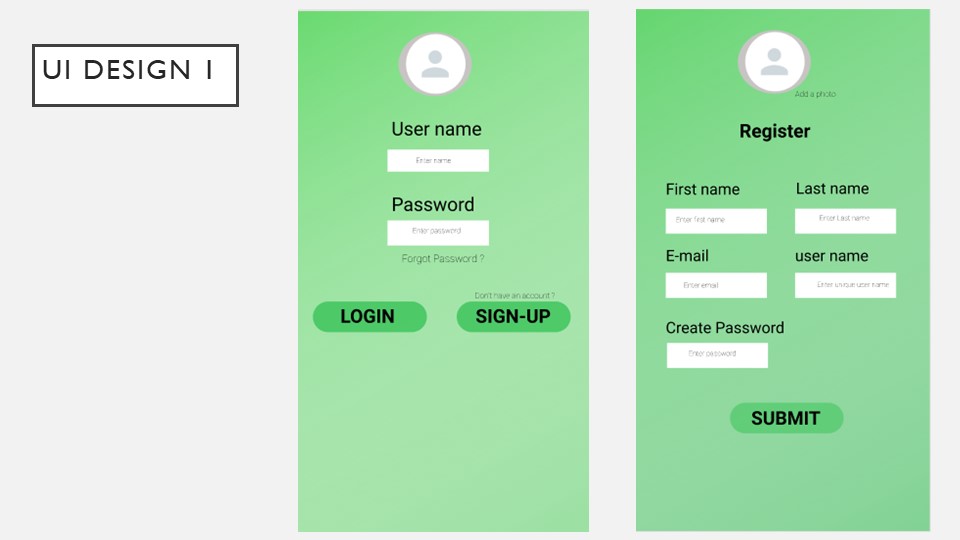 UI DESIGN 1
User name
Enter name
Password
Enter password
Forgot Password ?
Don't have an account ?
LOGIN
SIGN-UP
Add a photo
Register
First name
Last name
Enter first name
Enter Last name
E-mail
user name
Enter email
Enter unique user name
Create Password
Enter password
SUBMIT